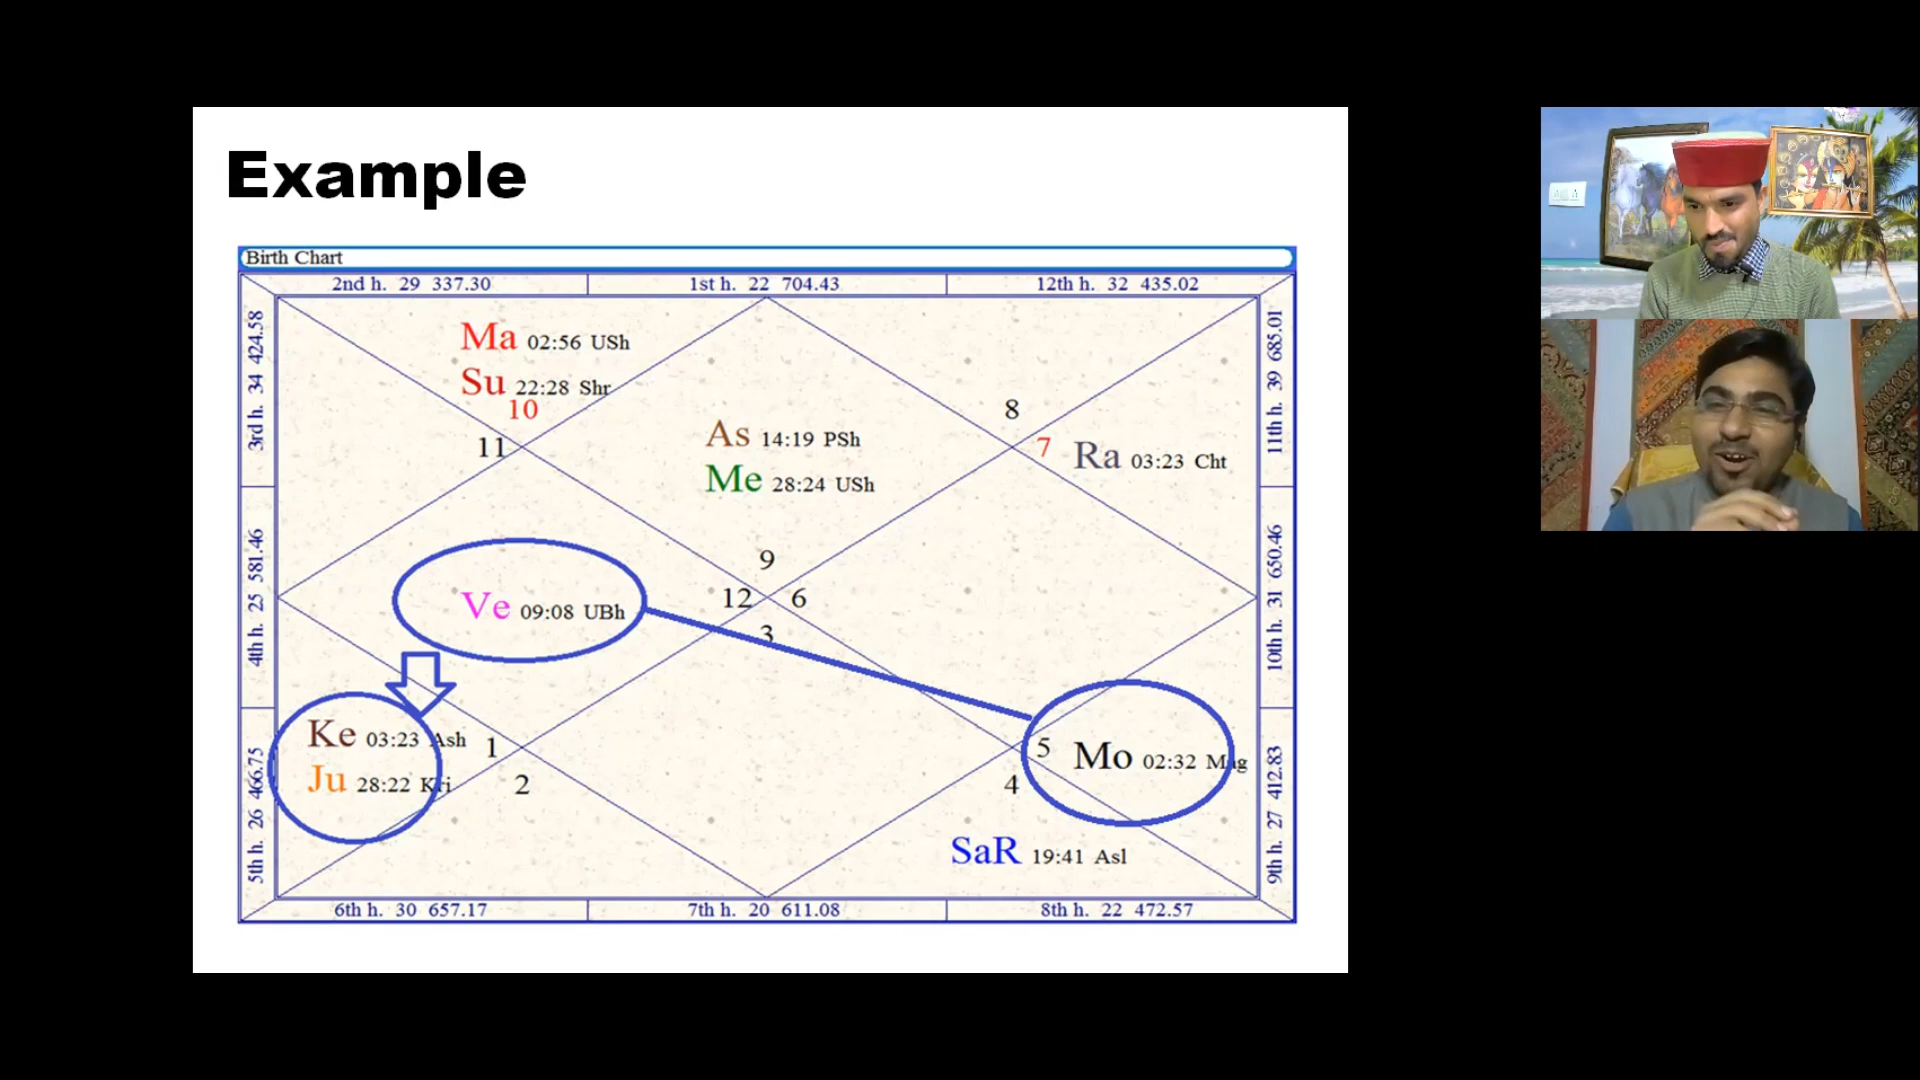 Example
Birth Chart
2nd h. 29 337.30
1st h. 22 704.43
12th h. 32 435.02
3rd h. 34 424.58
11th h. 39 685.01
Ma 02:56 USh
Su 22:28 Shr
10
11
As 14:19 PSh
Me 28:24 USh
8
7
Ra 03:23 Cht
4th h. 25 581.46
10th h. 31 650.46
9
12
6
3
Ve 09:08 UBh
Ke 03:23 Ash
Ju 28:22 Kri
1
2
5
Mo 02:32 Mag
4
SaR 19:41 Asl
5th h. 26 466.75
9th h. 27 412.83
6th h. 30 657.17
7th h. 20 611.08
8th h. 22 472.57